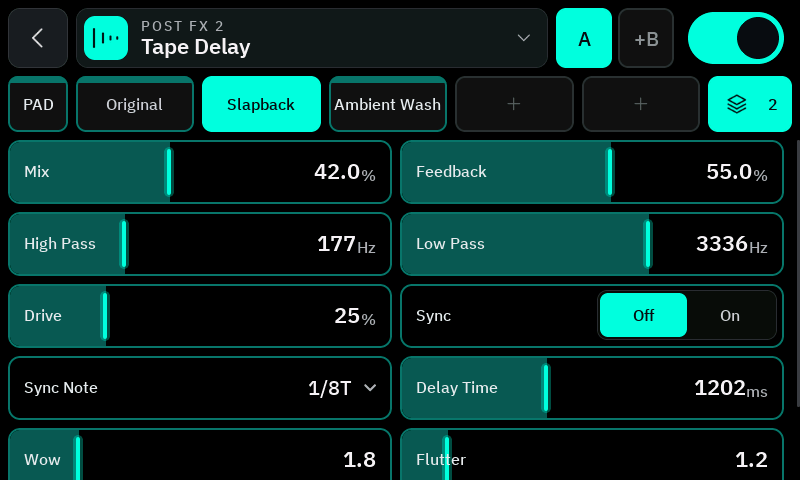 POST FX 2
Tape Delay
A
+B
PAD
Original
Slapback
Ambient Wash
+
+
2
Mix
42.0%
Feedback
55.0%
High Pass
177Hz
Low Pass
3336Hz
Drive
25%
Sync
Off
On
Sync Note
1/8T
Delay Time
1202ms
Wow
1.8
Flutter
1.2